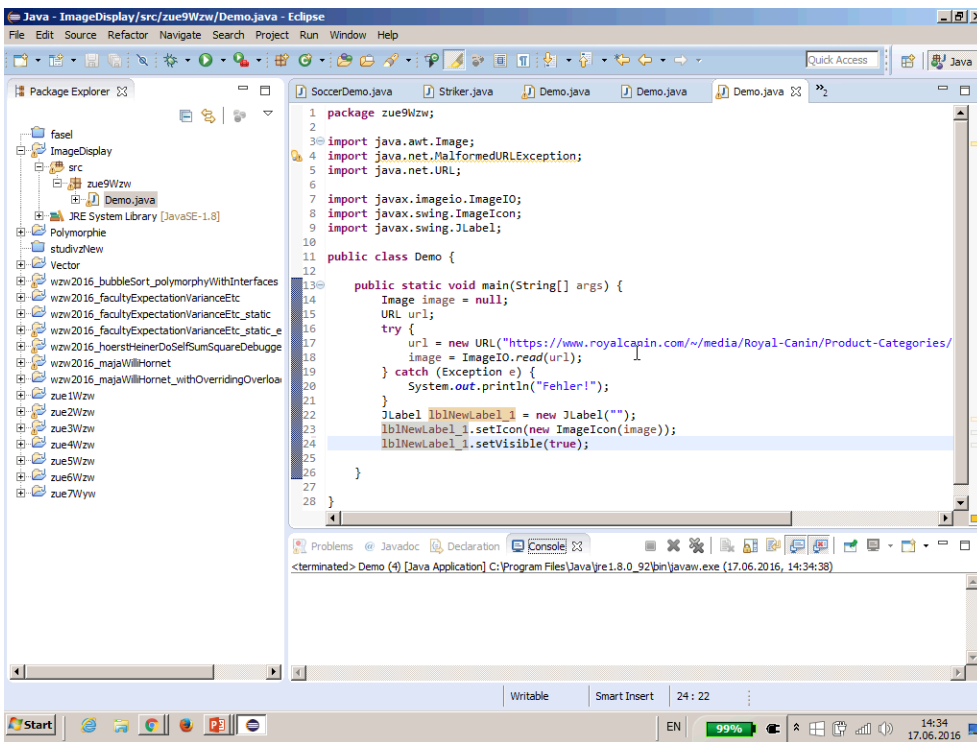 Java - ImageDisplay/src/zue9Wzw/Demo.java - Eclipse
File Edit Source Refactor Navigate Search Project Run Window Help
Quick Access Java
Package Explorer
fasel
ImageDisplay
src
zue9Wzw
Demo.java
JRE System Library [JavaSE-1.8]
Polymorphie
studivzNew
Vector
wzw2016_bubbleSort_polymorphyWithInterfaces
wzw2016_facultyExpectationVarianceEtc
wzw2016_facultyExpectationVarianceEtc_static
wzw2016_facultyExpectationVarianceEtc_static_e
wzw2016_hoerstHeinerDoSelfSumSquareDebugge
wzw2016_majaWilliHornet
wzw2016_majaWilliHornet_withOverridingOverloa
zue1Wzw
zue2Wzw
zue3Wzw
zue4Wzw
zue5Wzw
zue6Wzw
zue7Wyw
SoccerDemo.java Striker.java Demo.java Demo.java Demo.java »2
1 package zue9Wzw;
2
3 import java.awt.Image;
4 import java.net.MalformedURLException;
5 import java.net.URL;
6
7 import javax.imageio.ImageIO;
8 import javax.swing.ImageIcon;
9 import javax.swing.JLabel;
10
11 public class Demo {
12
13 public static void main(String[] args) {
14 Image image = null;
15 URL url;
16 try {
17 url = new URL("https://www.royalcanin.com/~/media/Royal-Canin/Product-Categories/
18 image = ImageIO.read(url);
19 } catch (Exception e) {
20 System.out.println("Fehler!");
21 }
22 JLabel lblNewLabel_1 = new JLabel("");
23 lblNewLabel_1.setIcon(new ImageIcon(image));
24 lblNewLabel_1.setVisible(true);
25
26 }
27
28 }
Problems @ Javadoc Declaration Console
<terminated> Demo (4) [Java Application] C:\Program Files\Java\jre1.8.0_92\bin\javaw.exe (17.06.2016, 14:34:38)
Writable Smart Insert 24 : 22
Start EN 99% 14:34
17.06.2016